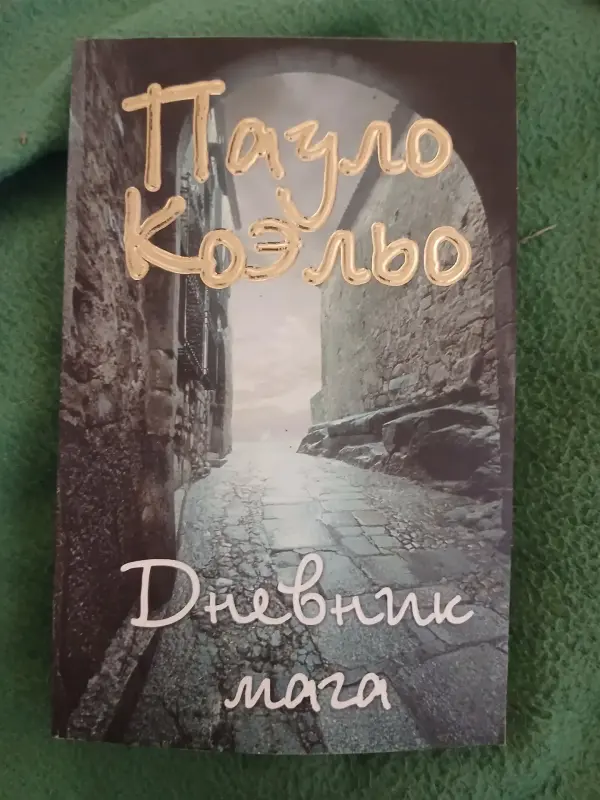 Пауло
Коэльо
Дневник
мага